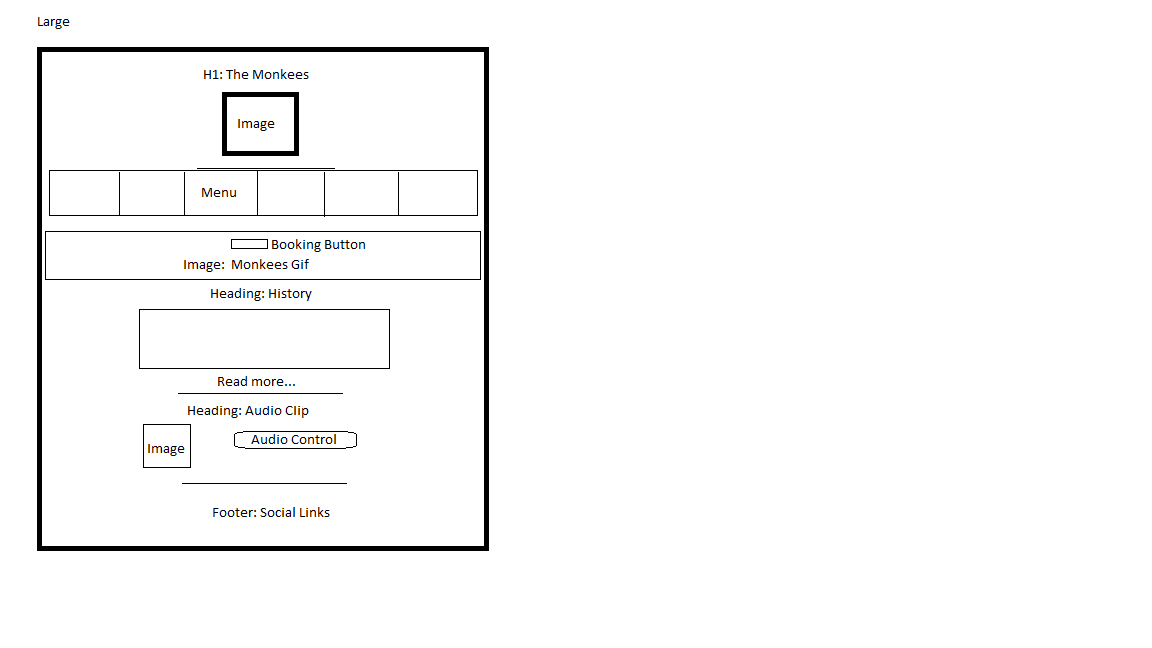 Large
H1: The Monkees
Image
Menu
Booking Button
Image: Monkees Gif
Heading: History
Read more...
Heading: Audio Clip
Image
Audio Control
Footer: Social Links